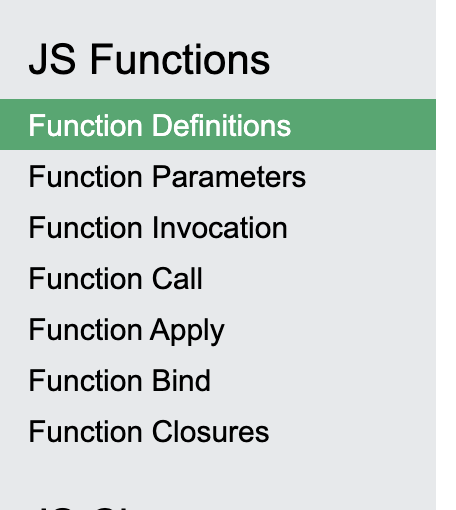 JS Functions
Function Definitions
Function Parameters
Function Invocation
Function Call
Function Apply
Function Bind
Function Closures